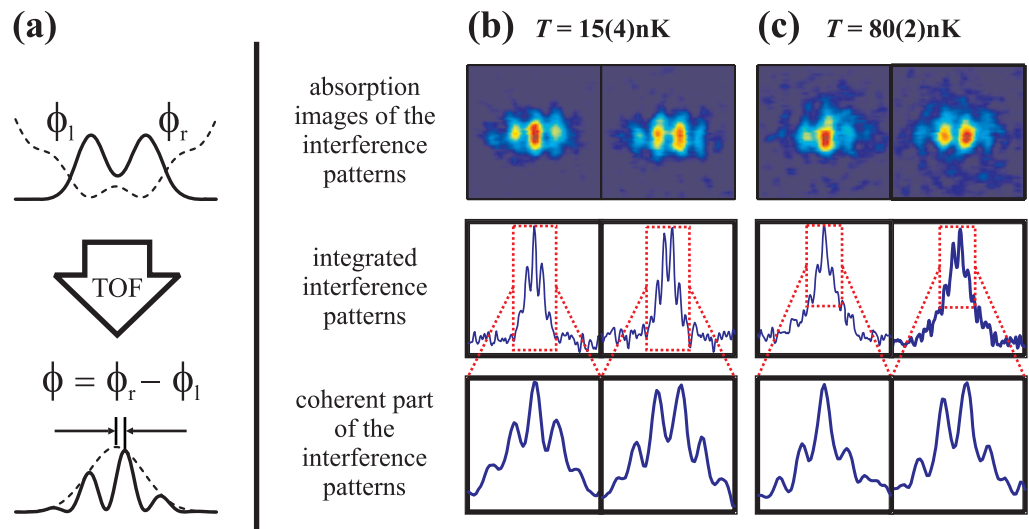 (a)
(b) T = 15(4)nK
(c) T = 80(2)nK
ϕl
ϕr
TOF
ϕ = ϕr − ϕl
absorption
images of the
interference
patterns
integrated
interference
patterns
coherent part
of the
interference
patterns